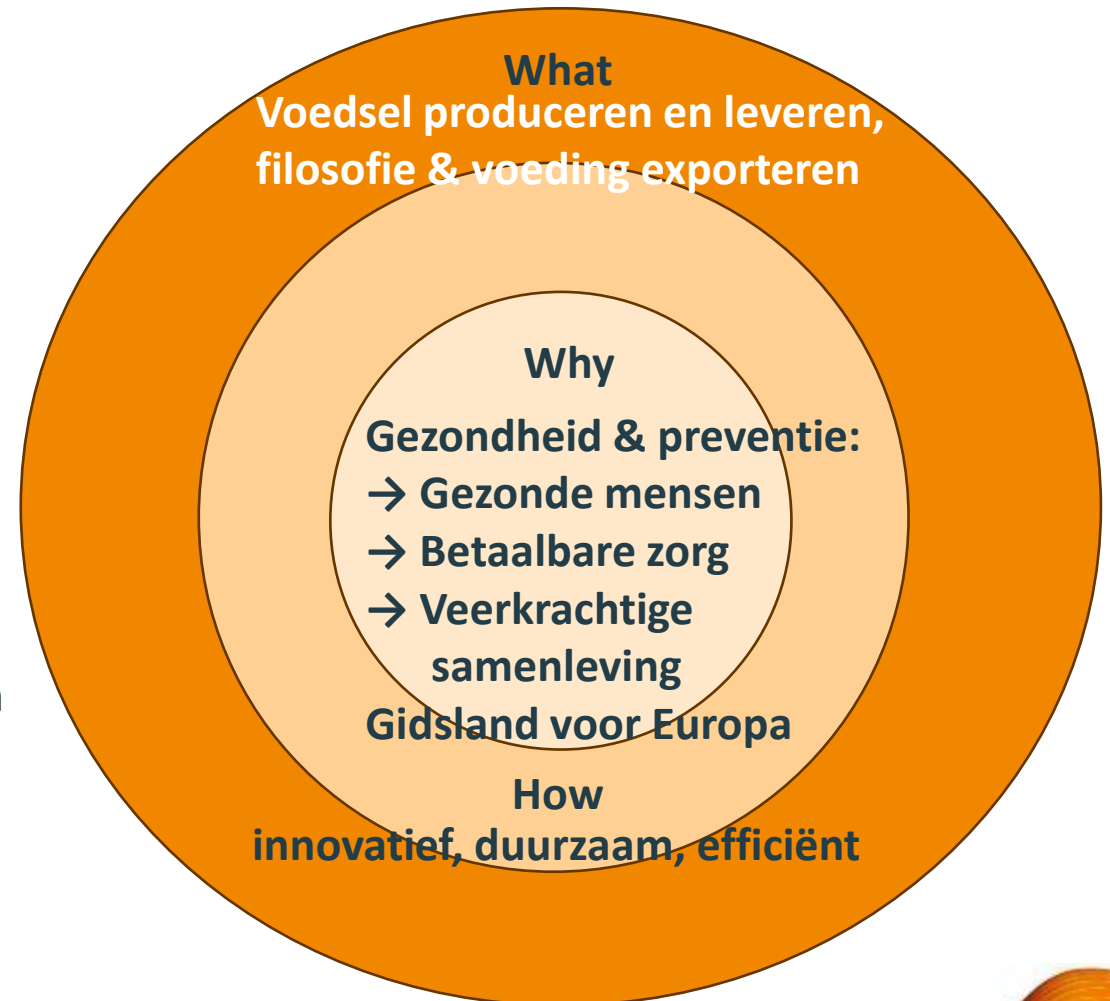 What
Voedsel produceren en leveren,
filosofie & voeding exporteren
Why
Gezondheid & preventie:
→ Gezonde mensen
→ Betaalbare zorg
→ Veerkrachtige
samenleving
Gidsland voor Europa
How
innovatief, duurzaam, efficiënt